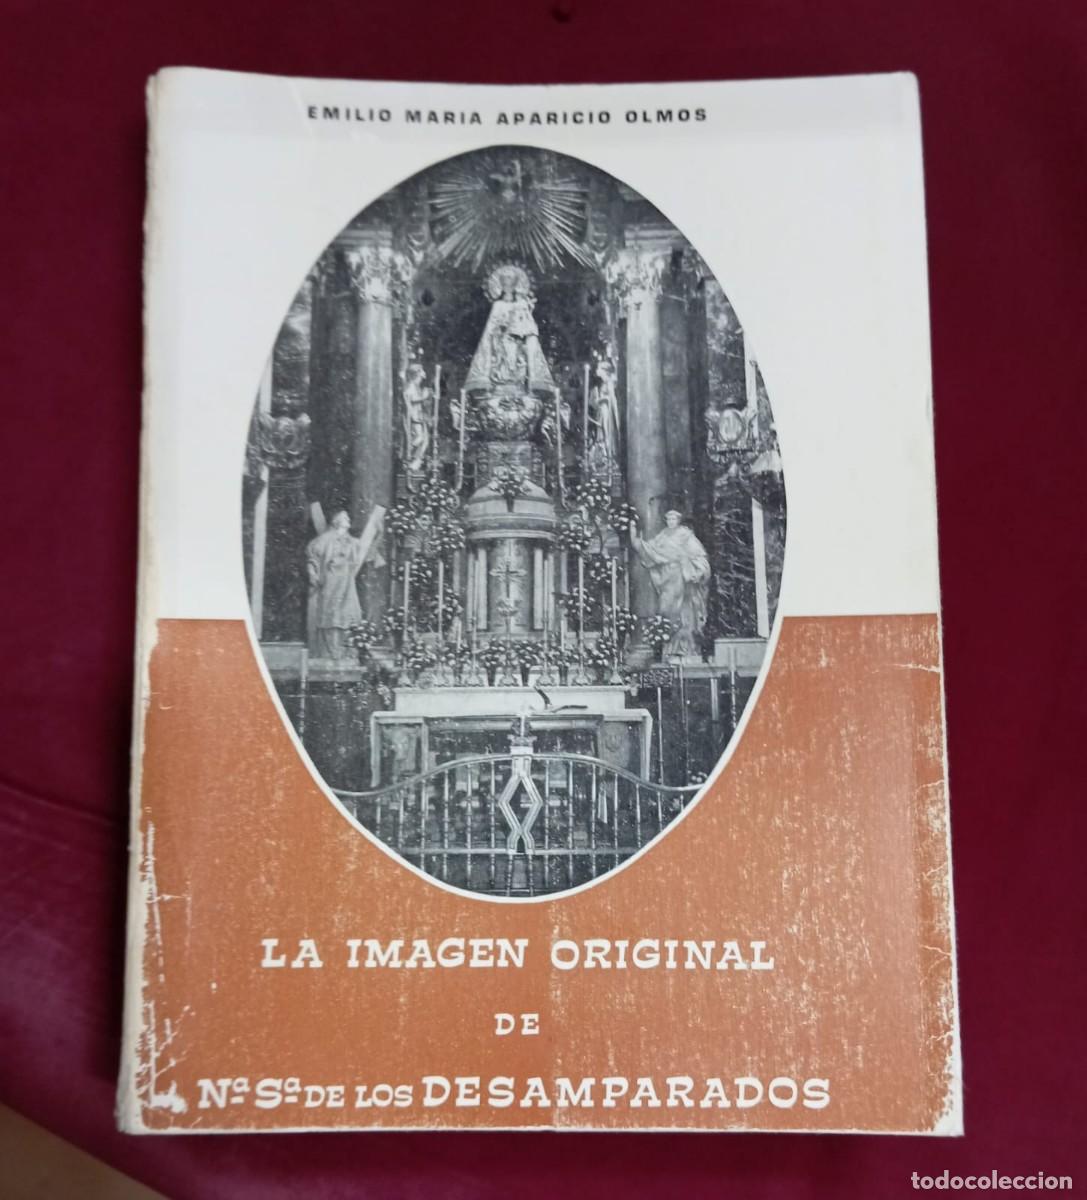 EMILIO MARIA APARICIO OLMOS
LA IMAGEN ORIGINAL
DE
Nª Sª DE LOS DESAMPARADOS
todocoleccion